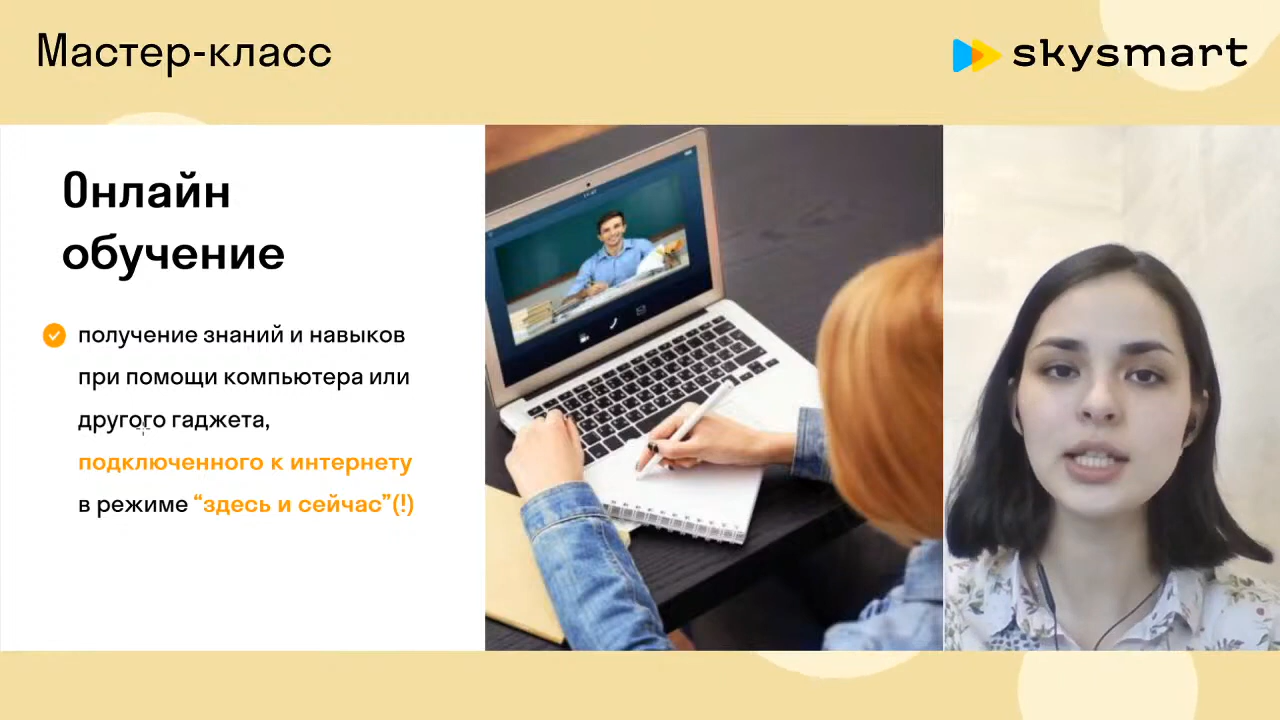 Мастер-класс
skysmart
Онлайн
обучение
получение знаний и навыков
при помощи компьютера или
другого гаджета,
подключенного к интернету
в режиме “здесь и сейчас”(!)